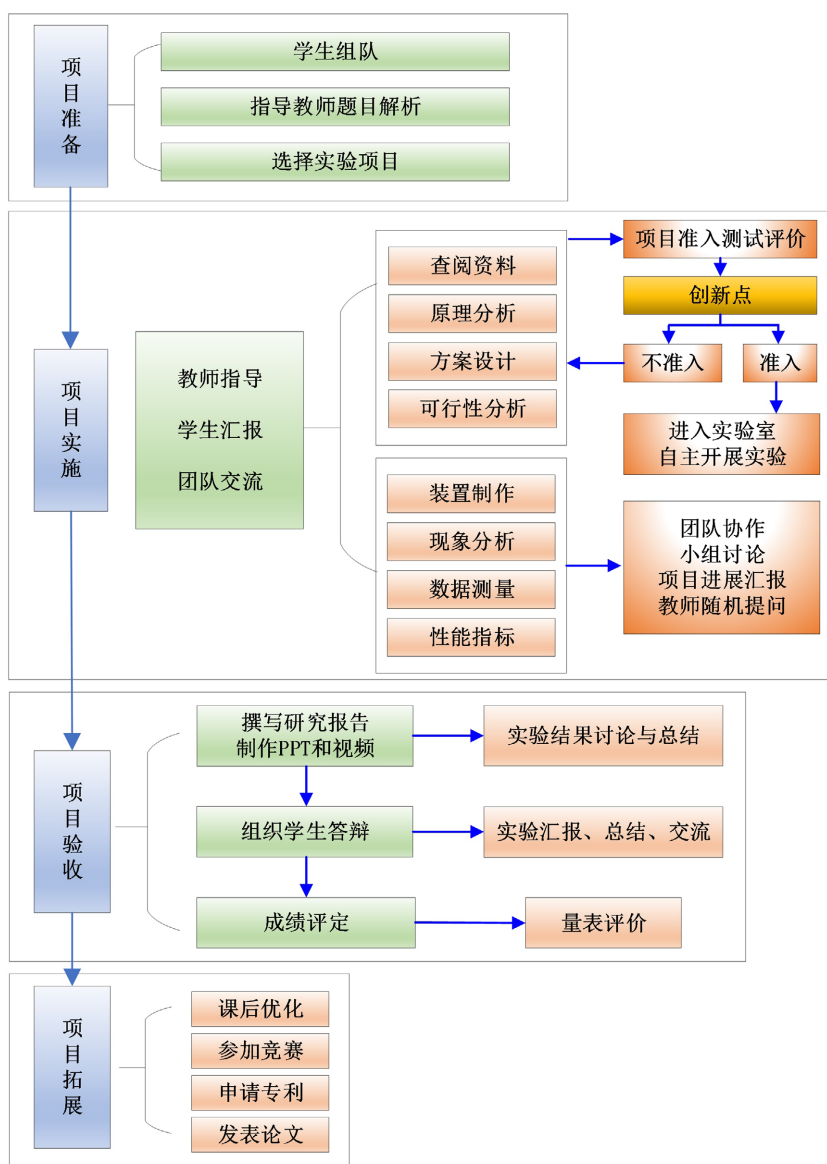 项目准备
学生组队
指导教师题目解析
选择实验项目
项目实施
教师指导
学生汇报
团队交流
查阅资料
原理分析
方案设计
可行性分析
项目准入测试评价
创新点
不准入
准入
进入实验室
自主开展实验
装置制作
现象分析
数据测量
性能指标
团队协作
小组讨论
项目进展汇报
教师随机提问
项目验收
撰写研究报告
制作PPT和视频
实验结果讨论与总结
组织学生答辩
实验汇报、总结、交流
成绩评定
量表评价
项目拓展
课后优化
参加竞赛
申请专利
发表论文